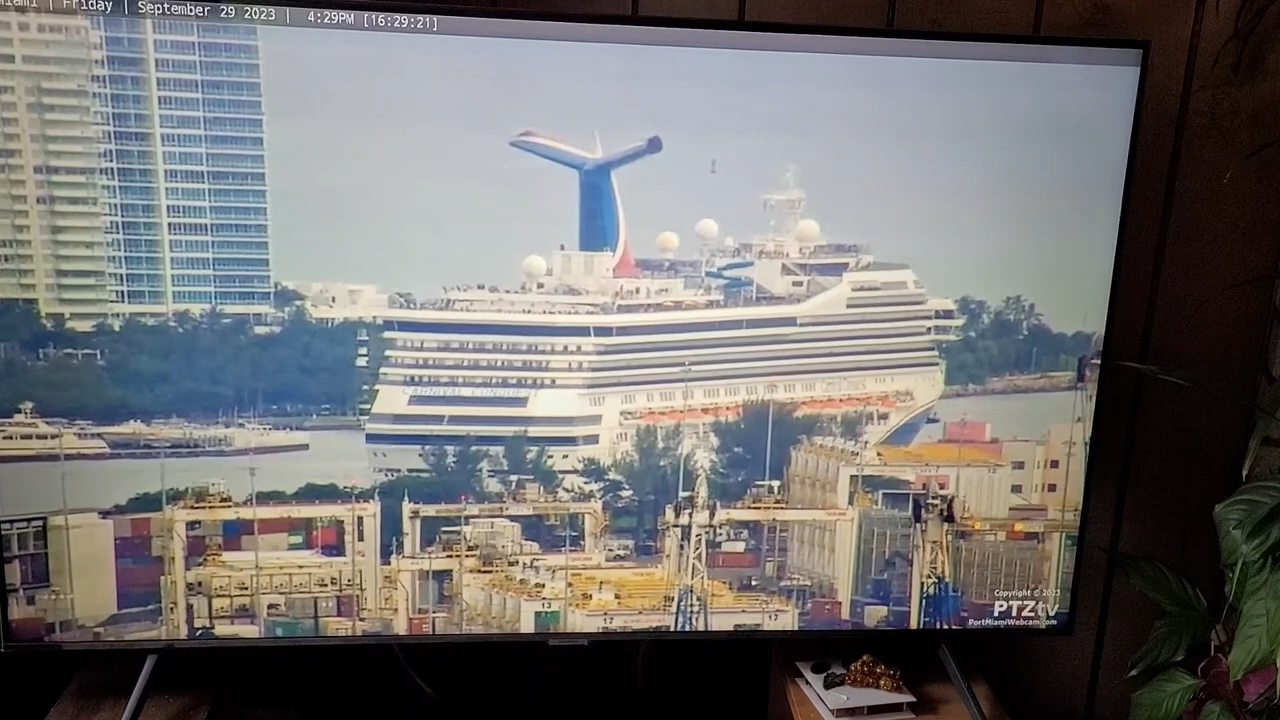 Miami | Friday | September 29 2023 | 4:29PM [16:29:21]
CARNIVAL CONQUEST
13
17
17
Copyright © 2023
PTZtv
PortMiamiWebcam.com